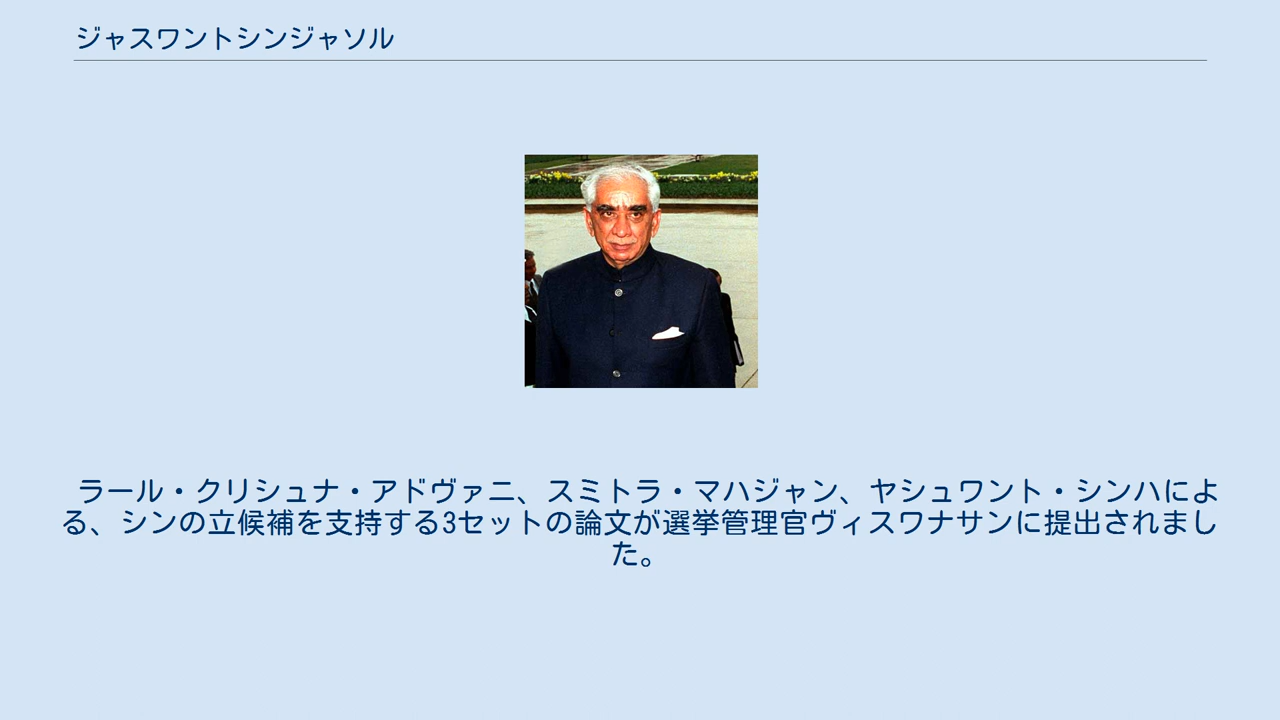 ジャスワントシンジャソル
ラール・クリシュナ・アドヴァニ、スミトラ・マハジャン、ヤシュワント・シンハによ
る、シンの立候補を支持する3セットの論文が選挙管理官ヴィスワナサンに提出されまし
た。